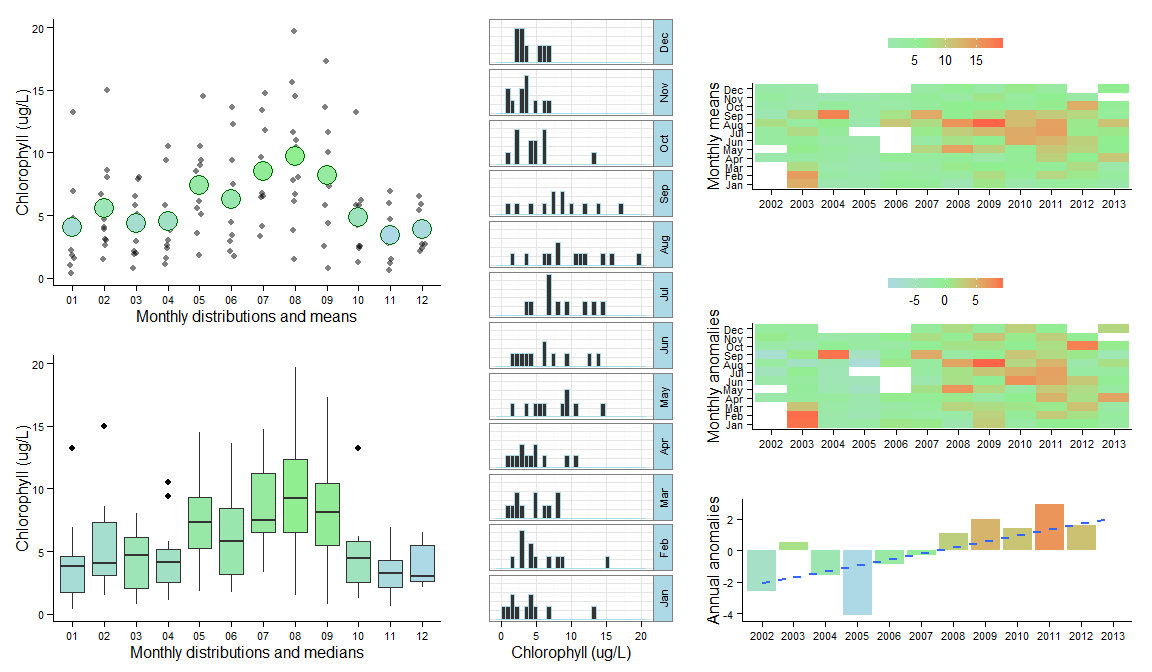 20
15
10
5
0
Chlorophyll (ug/L)
01 02 03 04 05 06 07 08 09 10 11 12
Monthly distributions and means
20
15
10
5
0
Chlorophyll (ug/L)
01 02 03 04 05 06 07 08 09 10 11 12
Monthly distributions and medians
Dec
Nov
Oct
Sep
Aug
Jul
Jun
May
Apr
Mar
Feb
Jan
0 5 10 15 20
Chlorophyll (ug/L)
5 10 15
Monthly means
Dec
Nov
Oct
Sep
Aug
Jul
Jun
May
Apr
Mar
Feb
Jan
2002 2003 2004 2005 2006 2007 2008 2009 2010 2011 2012 2013
-5 0 5
Monthly anomalies
Dec
Nov
Oct
Sep
Aug
Jul
Jun
May
Apr
Mar
Feb
Jan
2002 2003 2004 2005 2006 2007 2008 2009 2010 2011 2012 2013
Annual anomalies
2
0
-2
-4
2002 2003 2004 2005 2006 2007 2008 2009 2010 2011 2012 2013